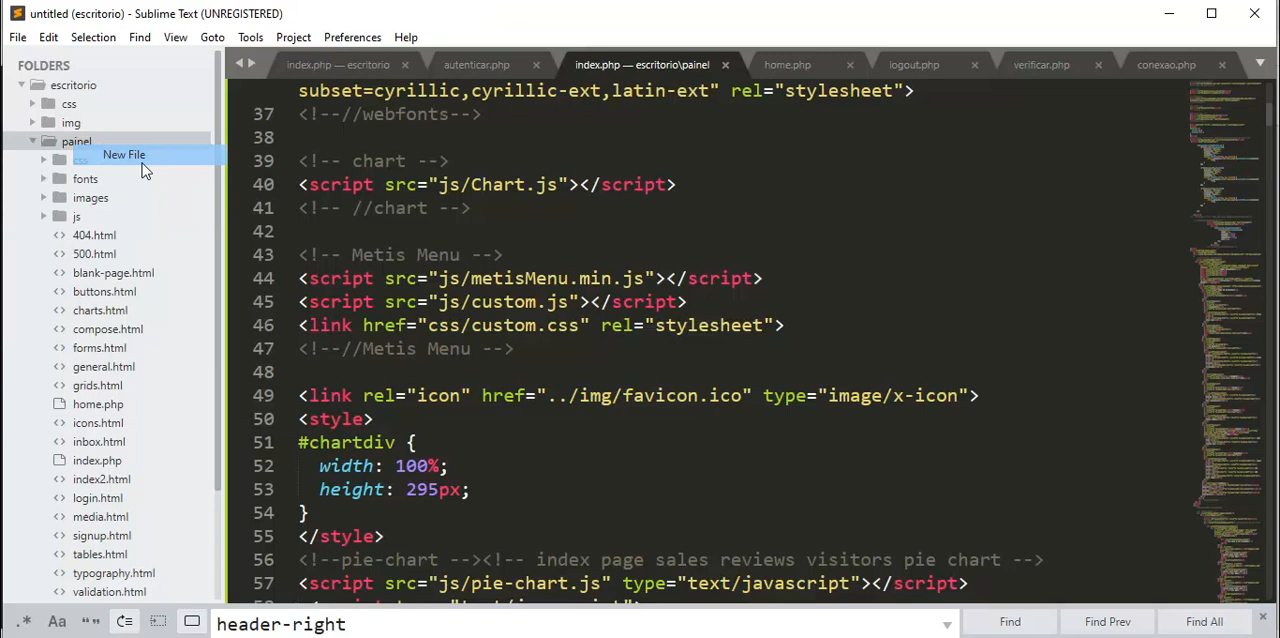 untitled (escritorio) - Sublime Text (UNREGISTERED)
File Edit Selection Find View Goto Tools Project Preferences Help
FOLDERS
escritorio
css
img
painel
New File
css
fonts
images
js
404.html
500.html
blank-page.html
buttons.html
charts.html
compose.html
forms.html
general.html
grids.html
home.php
icons.html
inbox.html
index.php
index2.html
login.html
media.html
signup.html
tables.html
typography.html
validation.html
index.php — escritorio × autenticar.php × index.php — escritorio\painel × home.php × logout.php × verificar.php × conexao.php ×
subset=cyrillic,cyrillic-ext,latin-ext" rel="stylesheet">
37 <!--//webfonts-->
38
39 <!-- chart -->
40 <script src="js/Chart.js"></script>
41 <!-- //chart -->
42
43 <!-- Metis Menu -->
44 <script src="js/metisMenu.min.js"></script>
45 <script src="js/custom.js"></script>
46 <link href="css/custom.css" rel="stylesheet">
47 <!--//Metis Menu -->
48
49 <link rel="icon" href="../img/favicon.ico" type="image/x-icon">
50 <style>
51 #chartdiv {
52 width: 100%;
53 height: 295px;
54 }
55 </style>
56 <!--pie-chart --><!-- index page sales reviews visitors pie chart -->
57 <script src="js/pie-chart.js" type="text/javascript"></script>
.* Aa “” header-right Find Find Prev Find All ×